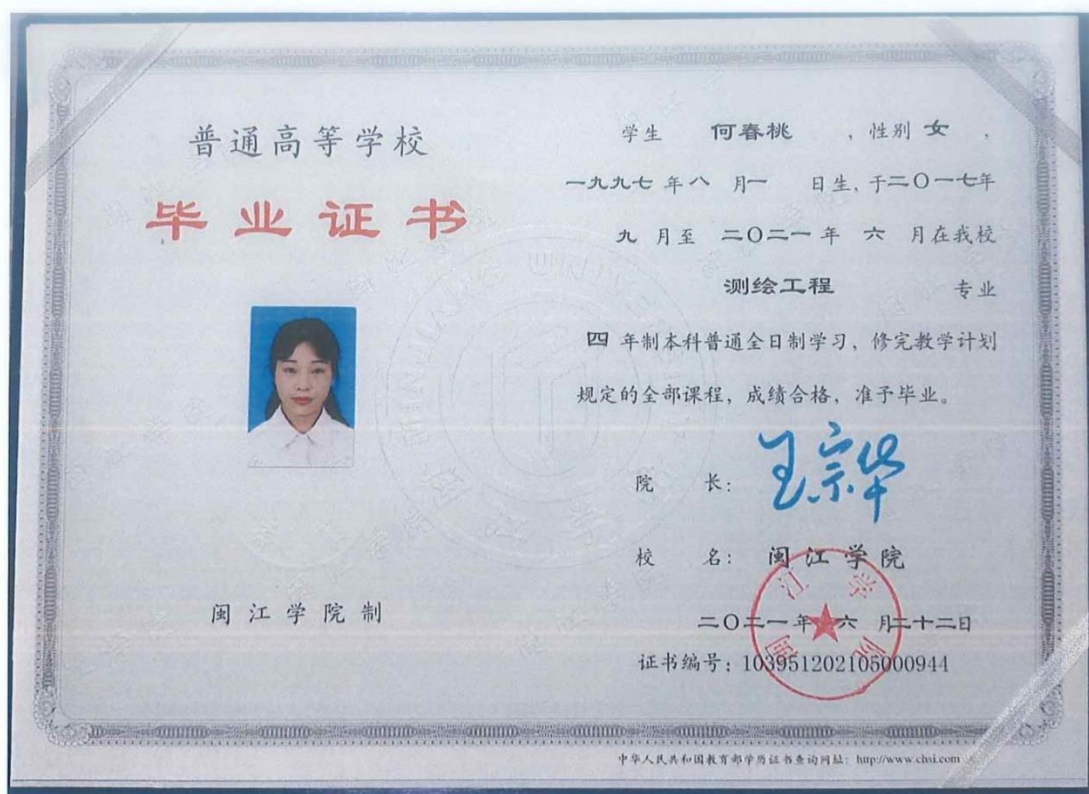 普通高等学校
毕业证书
闽江学院制
学生 何春桃 ，性别 女 ，
一九九七 年 八 月 一 日生，于二〇一七年
九 月至 二〇二一 年 六 月在我校
测绘工程 专业
四 年制本科普通全日制学习，修完教学计划
规定的全部课程，成绩合格，准予毕业。
院 长： 王宗华
校 名： 闽江学院
二〇二一年 六 月二十二日
闽江学院
证书编号：103951202105000944
中华人民共和国教育部学历证书查询网址：http://www.chsi.com